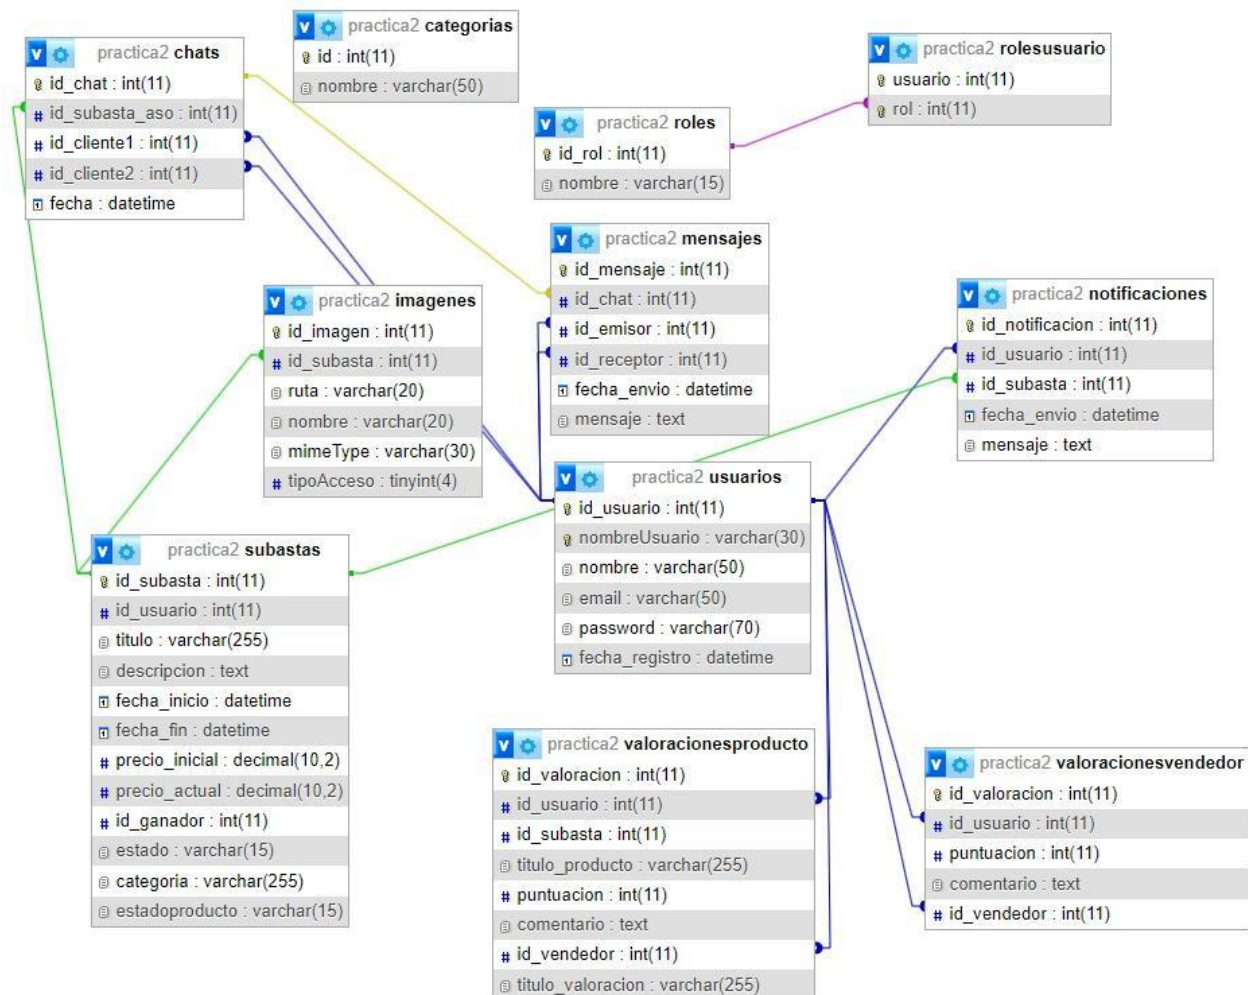 practica2 chats
id_chat : int(11)
id_subasta_aso : int(11)
id_cliente1 : int(11)
id_cliente2 : int(11)
fecha : datetime
practica2 categorias
id : int(11)
nombre : varchar(50)
practica2 rolesusuario
usuario : int(11)
rol : int(11)
practica2 roles
id_rol : int(11)
nombre : varchar(15)
practica2 mensajes
id_mensaje : int(11)
id_chat : int(11)
id_emisor : int(11)
id_receptor : int(11)
fecha_envio : datetime
mensaje : text
practica2 imagenes
id_imagen : int(11)
id_subasta : int(11)
ruta : varchar(20)
nombre : varchar(20)
mimeType : varchar(30)
tipoAcceso : tinyint(4)
practica2 notificaciones
id_notificacion : int(11)
id_usuario : int(11)
id_subasta : int(11)
fecha_envio : datetime
mensaje : text
practica2 usuarios
id_usuario : int(11)
nombreUsuario : varchar(30)
nombre : varchar(50)
email : varchar(50)
password : varchar(70)
fecha_registro : datetime
practica2 subastas
id_subasta : int(11)
id_usuario : int(11)
titulo : varchar(255)
descripcion : text
fecha_inicio : datetime
fecha_fin : datetime
precio_inicial : decimal(10,2)
precio_actual : decimal(10,2)
id_ganador : int(11)
estado : varchar(15)
categoria : varchar(255)
estadoproducto : varchar(15)
practica2 valoracionesproducto
id_valoracion : int(11)
id_usuario : int(11)
id_subasta : int(11)
titulo_producto : varchar(255)
puntuacion : int(11)
comentario : text
id_vendedor : int(11)
titulo_valoracion : varchar(255)
practica2 valoracionesvendedor
id_valoracion : int(11)
id_usuario : int(11)
puntuacion : int(11)
comentario : text
id_vendedor : int(11)